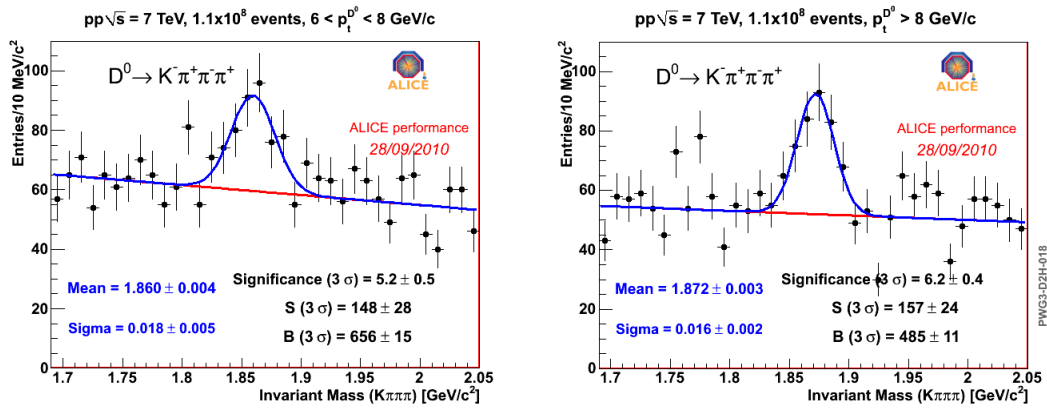 pp√s = 7 TeV, 1.1x10⁸ events, 6 < pₜᴰ⁰ < 8 GeV/c
Entries/10 MeV/c²
D⁰→ K⁻π⁺π⁻π⁺
ALICE
ALICE performance
28/09/2010
Significance (3 σ) = 5.2 ± 0.5
Mean = 1.860 ± 0.004
S (3 σ) = 148 ± 28
Sigma = 0.018 ± 0.005
B (3 σ) = 656 ± 15
100
80
60
40
20
0
1.7 1.75 1.8 1.85 1.9 1.95 2 2.05
Invariant Mass (Kπππ) [GeV/c²]
pp√s = 7 TeV, 1.1x10⁸ events, pₜᴰ⁰ > 8 GeV/c
Entries/10 MeV/c²
D⁰→ K⁻π⁺π⁻π⁺
ALICE
ALICE performance
28/09/2010
Significance (3 σ) = 6.2 ± 0.4
Mean = 1.872 ± 0.003
S (3 σ) = 157 ± 24
Sigma = 0.016 ± 0.002
B (3 σ) = 485 ± 11
100
80
60
40
20
0
1.7 1.75 1.8 1.85 1.9 1.95 2 2.05
Invariant Mass (Kπππ) [GeV/c²]
PWG3-D2H-018